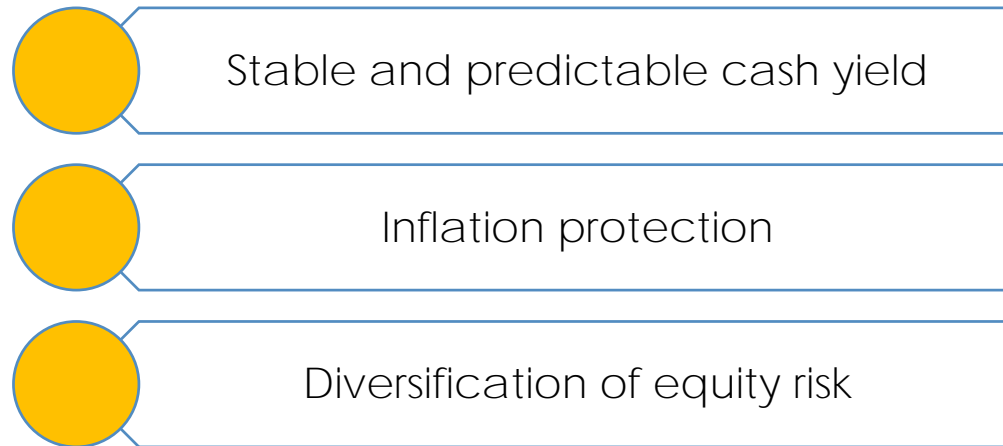 Stable and predictable cash yield
Inflation protection
Diversification of equity risk